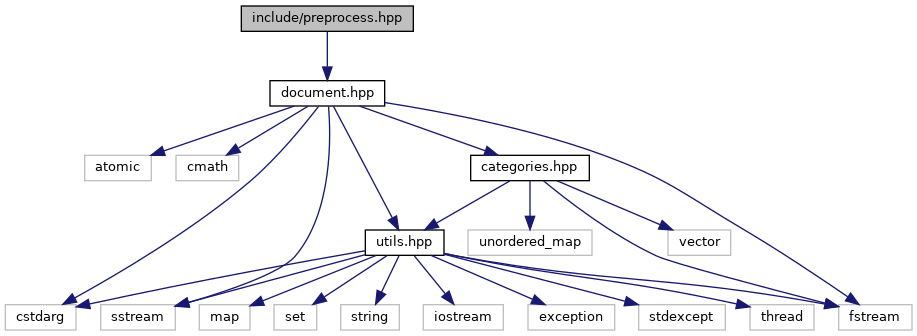 include/preprocess.hpp
document.hpp
atomic
cmath
categories.hpp
utils.hpp
unordered_map
vector
cstdarg
sstream
map
set
string
iostream
exception
stdexcept
thread
fstream